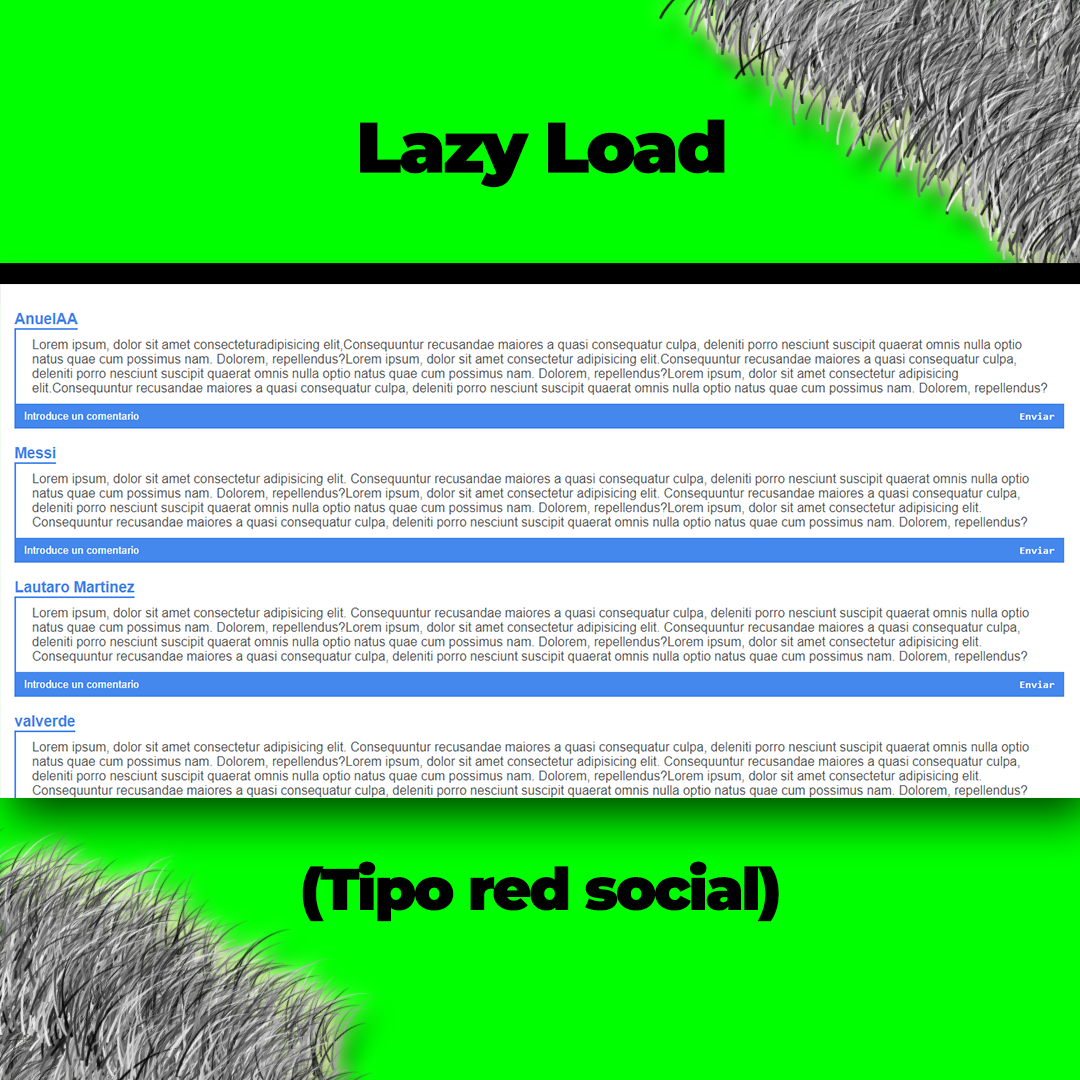 Lazy Load
AnuelAA
Lorem ipsum, dolor sit amet consecteturadipisicing elit,Consequuntur recusandae maiores a quasi consequatur culpa, deleniti porro nesciunt suscipit quaerat omnis nulla optio
natus quae cum possimus nam. Dolorem, repellendus?Lorem ipsum, dolor sit amet consectetur adipisicing elit.Consequuntur recusandae maiores a quasi consequatur culpa,
deleniti porro nesciunt suscipit quaerat omnis nulla optio natus quae cum possimus nam. Dolorem, repellendus?Lorem ipsum, dolor sit amet consectetur adipisicing
elit.Consequuntur recusandae maiores a quasi consequatur culpa, deleniti porro nesciunt suscipit quaerat omnis nulla optio natus quae cum possimus nam. Dolorem, repellendus?
Introduce un comentario Enviar
Messi
Lorem ipsum, dolor sit amet consectetur adipisicing elit. Consequuntur recusandae maiores a quasi consequatur culpa, deleniti porro nesciunt suscipit quaerat omnis nulla optio
natus quae cum possimus nam. Dolorem, repellendus?Lorem ipsum, dolor sit amet consectetur adipisicing elit. Consequuntur recusandae maiores a quasi consequatur culpa,
deleniti porro nesciunt suscipit quaerat omnis nulla optio natus quae cum possimus nam. Dolorem, repellendus?Lorem ipsum, dolor sit amet consectetur adipisicing elit.
Consequuntur recusandae maiores a quasi consequatur culpa, deleniti porro nesciunt suscipit quaerat omnis nulla optio natus quae cum possimus nam. Dolorem, repellendus?
Introduce un comentario Enviar
Lautaro Martinez
Lorem ipsum, dolor sit amet consectetur adipisicing elit. Consequuntur recusandae maiores a quasi consequatur culpa, deleniti porro nesciunt suscipit quaerat omnis nulla optio
natus quae cum possimus nam. Dolorem, repellendus?Lorem ipsum, dolor sit amet consectetur adipisicing elit. Consequuntur recusandae maiores a quasi consequatur culpa,
deleniti porro nesciunt suscipit quaerat omnis nulla optio natus quae cum possimus nam. Dolorem, repellendus?Lorem ipsum, dolor sit amet consectetur adipisicing elit.
Consequuntur recusandae maiores a quasi consequatur culpa, deleniti porro nesciunt suscipit quaerat omnis nulla optio natus quae cum possimus nam. Dolorem, repellendus?
Introduce un comentario Enviar
valverde
Lorem ipsum, dolor sit amet consectetur adipisicing elit. Consequuntur recusandae maiores a quasi consequatur culpa, deleniti porro nesciunt suscipit quaerat omnis nulla optio
natus quae cum possimus nam. Dolorem, repellendus?Lorem ipsum, dolor sit amet consectetur adipisicing elit. Consequuntur recusandae maiores a quasi consequatur culpa,
deleniti porro nesciunt suscipit quaerat omnis nulla optio natus quae cum possimus nam. Dolorem, repellendus?Lorem ipsum, dolor sit amet consectetur adipisicing elit.
Consequuntur recusandae maiores a quasi consequatur culpa, deleniti porro nesciunt suscipit quaerat omnis nulla optio natus quae cum possimus nam. Dolorem, repellendus?
(Tipo red social)